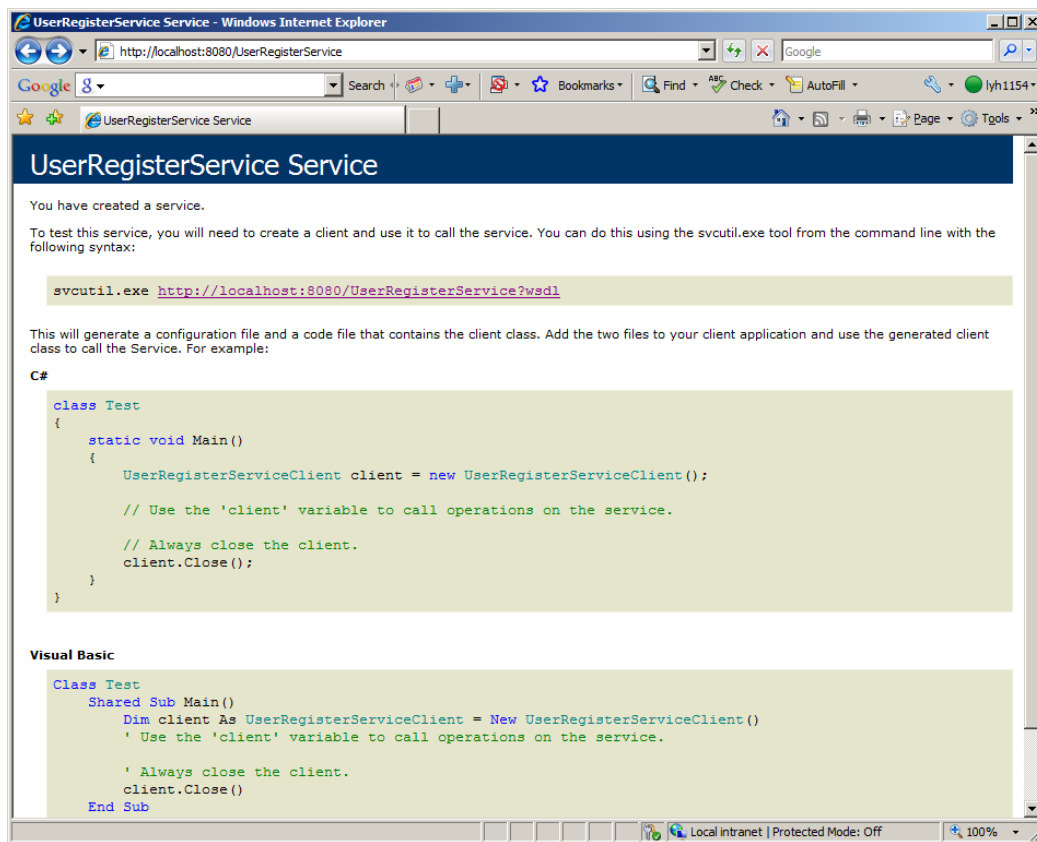 UserRegisterService Service - Windows Internet Explorer
http://localhost:8080/UserRegisterService
Google
Google
Search
Bookmarks
Find
ABC
Check
AutoFill
lyh1154
UserRegisterService Service
Page
Tools
UserRegisterService Service
You have created a service.
To test this service, you will need to create a client and use it to call the service. You can do this using the svcutil.exe tool from the command line with the
following syntax:
svcutil.exe http://localhost:8080/UserRegisterService?wsdl
This will generate a configuration file and a code file that contains the client class. Add the two files to your client application and use the generated client
class to call the Service. For example:
C#
class Test
{
    static void Main()
    {
        UserRegisterServiceClient client = new UserRegisterServiceClient();
        // Use the 'client' variable to call operations on the service.
        // Always close the client.
        client.Close();
    }
}
Visual Basic
Class Test
    Shared Sub Main()
        Dim client As UserRegisterServiceClient = New UserRegisterServiceClient()
        ' Use the 'client' variable to call operations on the service.
        ' Always close the client.
        client.Close()
    End Sub
Local intranet | Protected Mode: Off
100%